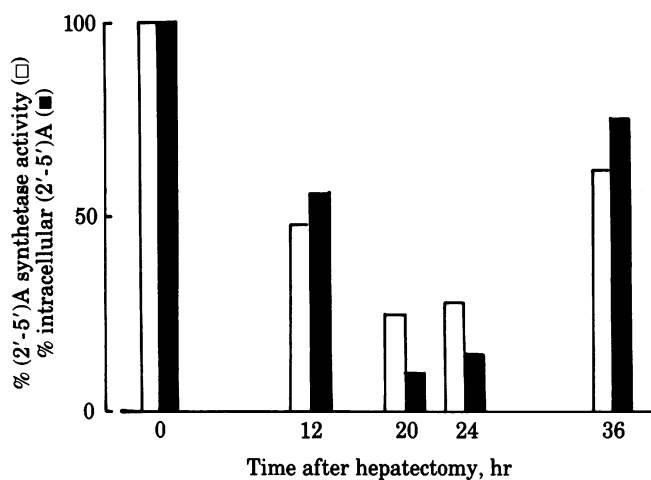 % (2'-5')A synthetase activity (□)
% intracellular (2'-5')A (■)
100
50
0
0 12 20 24 36
Time after hepatectomy, hr